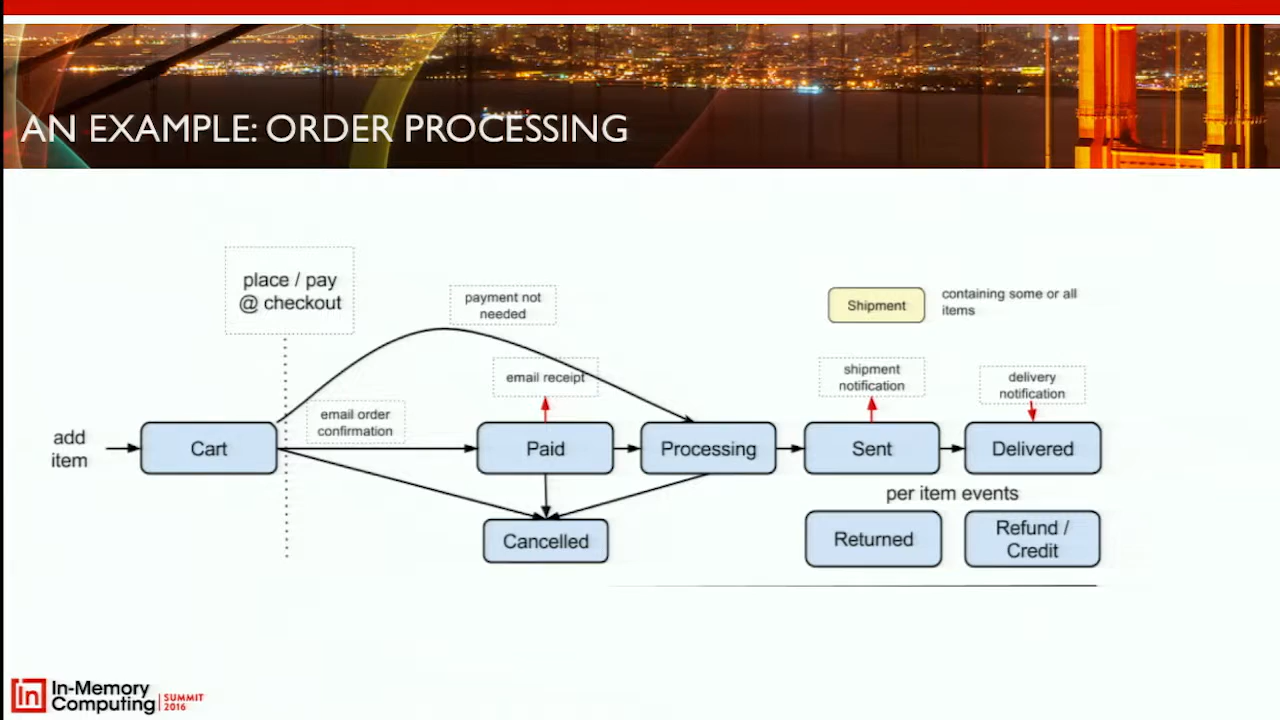 AN EXAMPLE: ORDER PROCESSING
place / pay
@ checkout
payment not
needed
Shipment
containing some or all
items
email receipt
shipment
notification
delivery
notification
email order
confirmation
add
item
Cart
Paid
Processing
Sent
Delivered
per item events
Cancelled
Returned
Refund /
Credit
in In-Memory
Computing
SUMMIT
2016